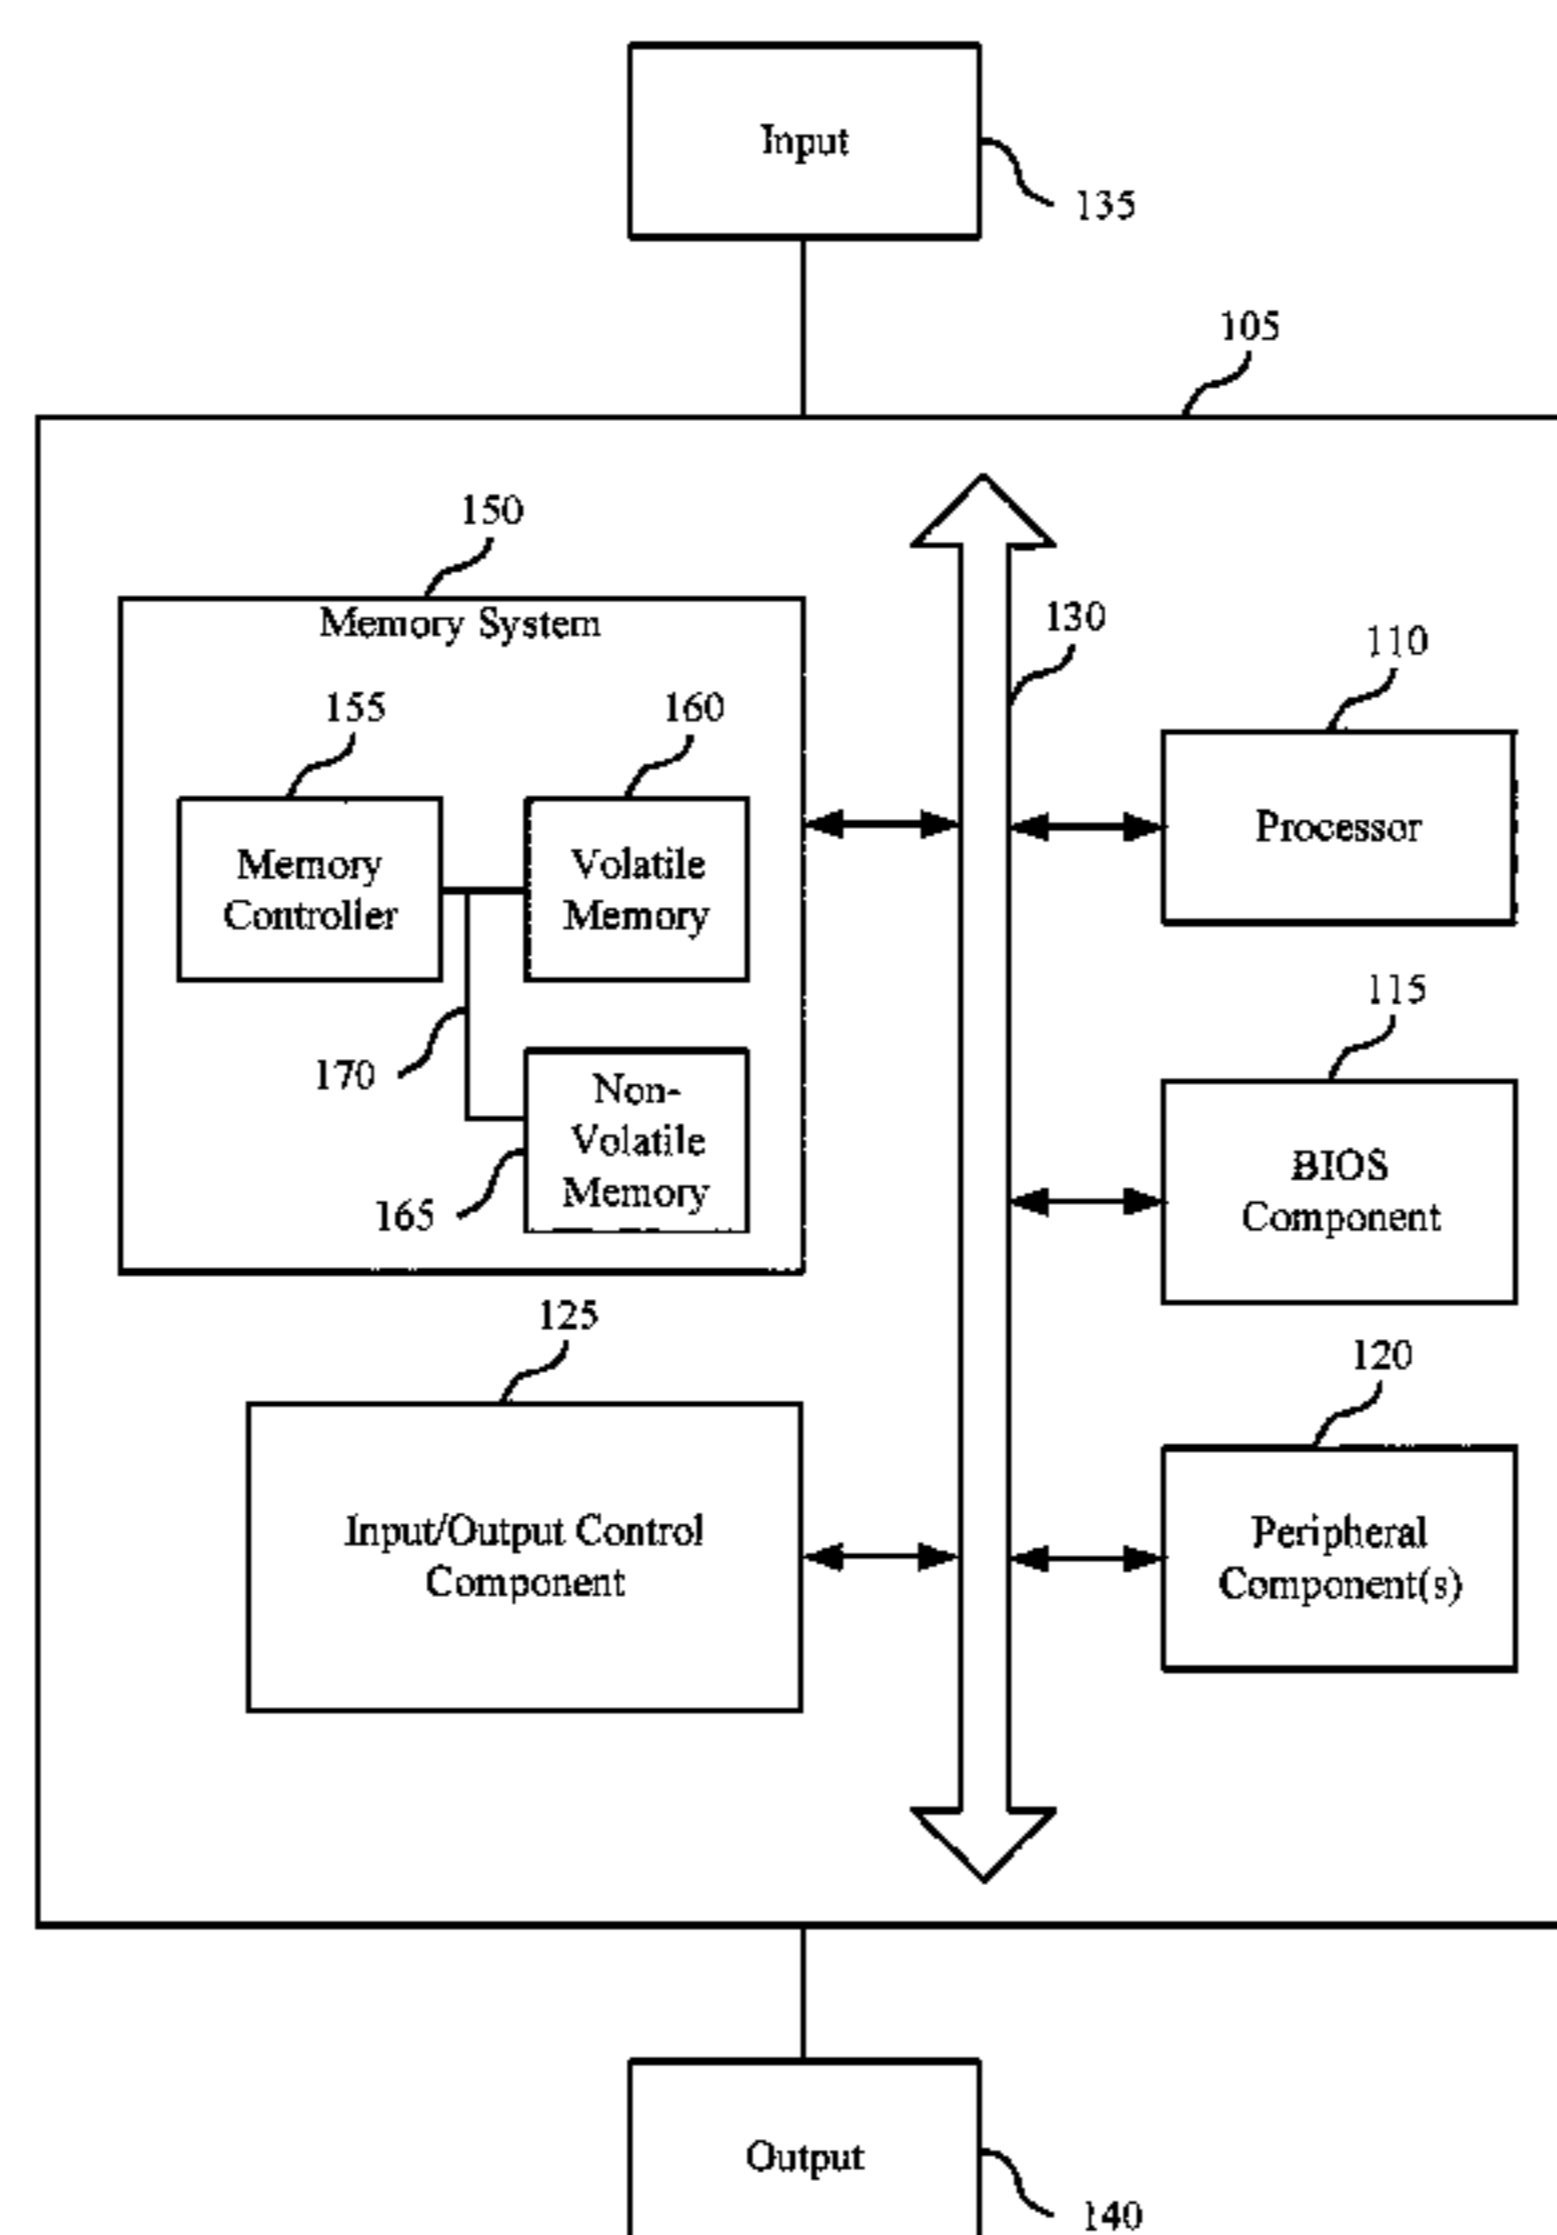 Input
135
105
150
Memory System
130
110
155
160
Processor
Memory
Controller
Volatile
Memory
115
170
Non-
Volatile
Memory
165
BIOS
Component
125
120
Input/Output Control
Component
Peripheral
Component(s)
Output
140